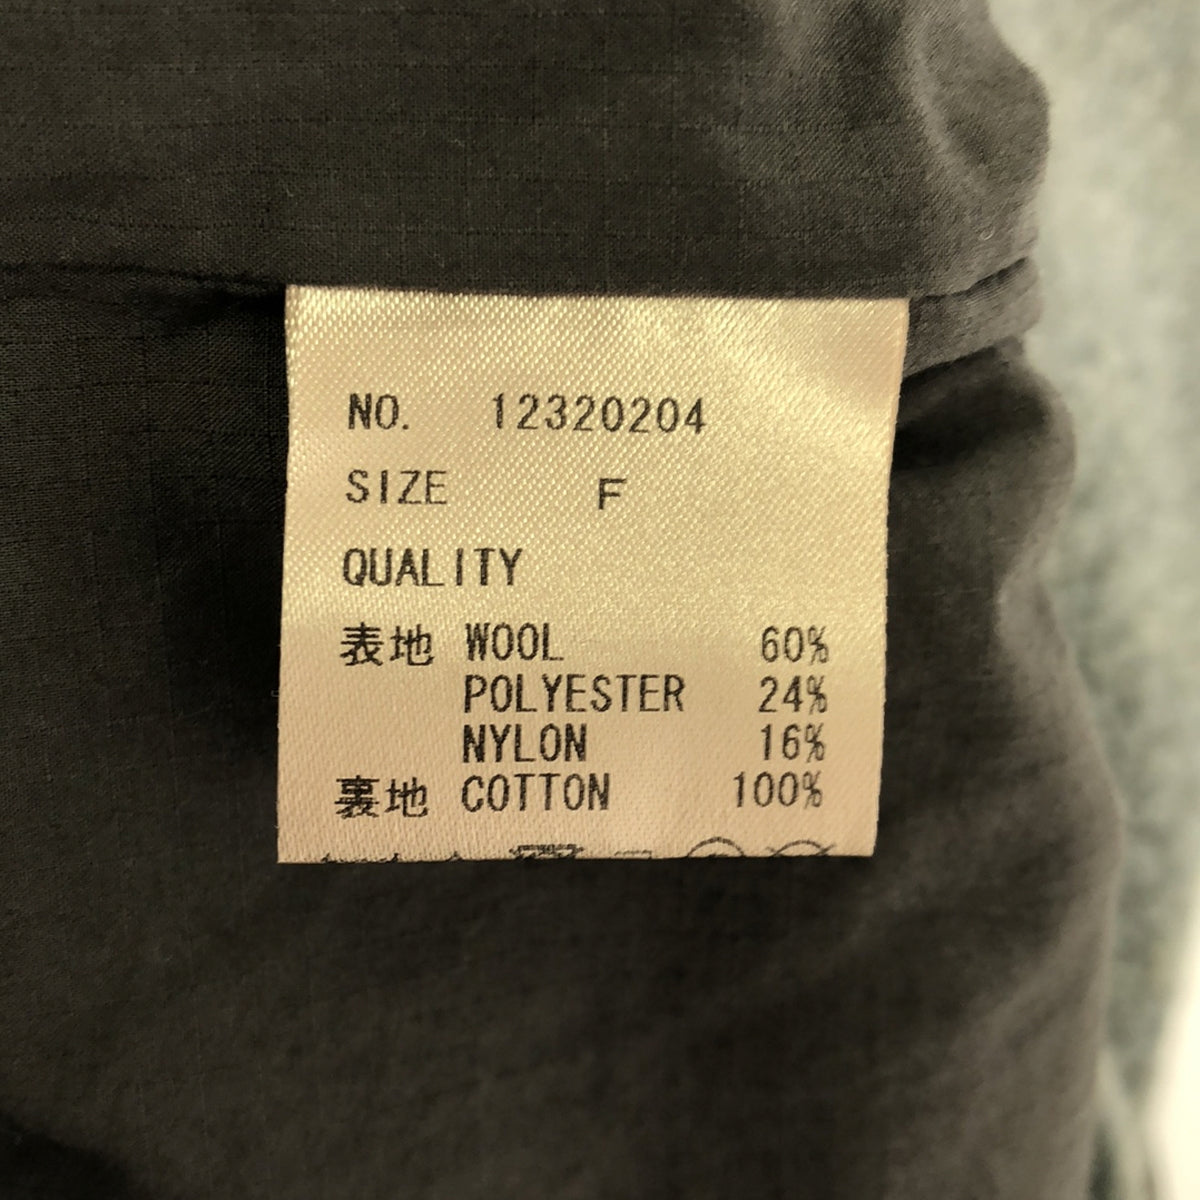 NO. 12320204
SIZE F
QUALITY
表地 WOOL 60%
POLYESTER 24%
NYLON 16%
裏地 COTTON 100%